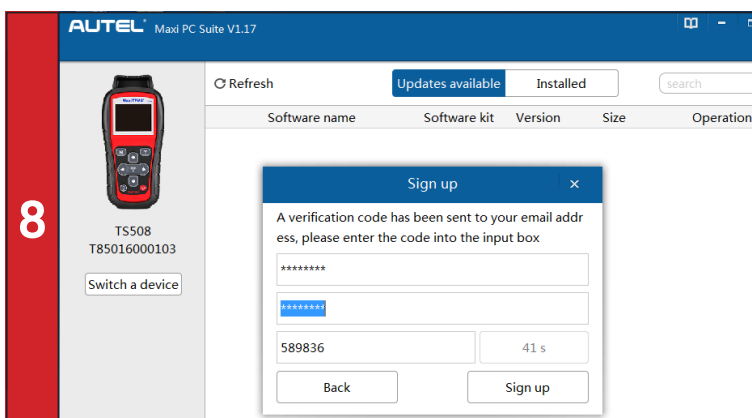 AUTEL Maxi PC Suite V1.17
Refresh
Updates available
Installed
search
Software name Software kit Version Size Operation
8
TS508
T85016000103
Switch a device
Sign up
A verification code has been sent to your email addr
ess, please enter the code into the input box
********
********
589836 41 s
Back Sign up